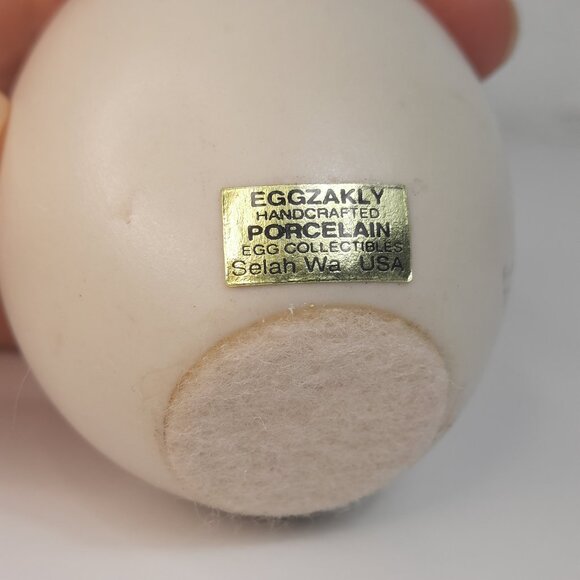 EGGZAKLY
HANDCRAFTED
PORCELAIN
EGG COLLECTIBLES
Selah Wa USA